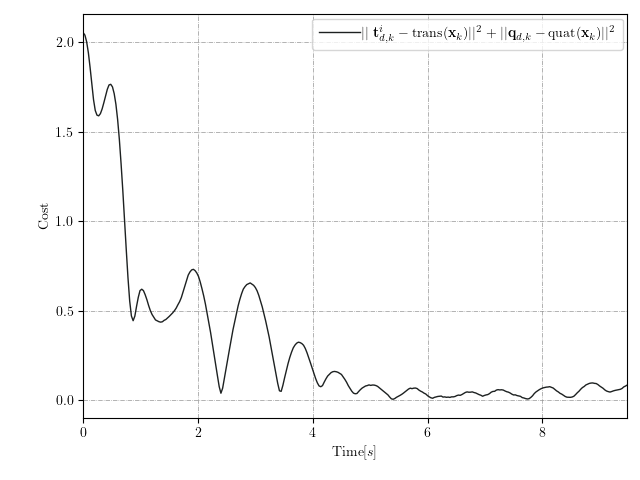 || t^i_{d,k} − trans(x_k)||^2 + ||q_{d,k} − quat(x_k)||^2
2.0
1.5
1.0
0.5
0.0
Cost
0 2 4 6 8
Time[s]